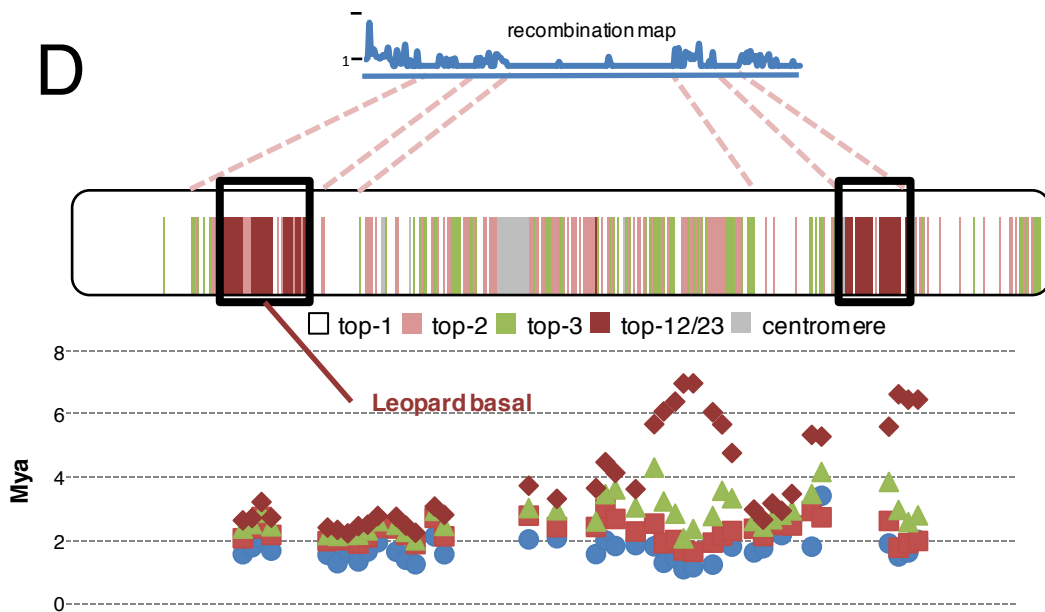 D
recombination map
1
top-1 top-2 top-3 top-12/23 centromere
Leopard basal
Mya
8
6
4
2
0